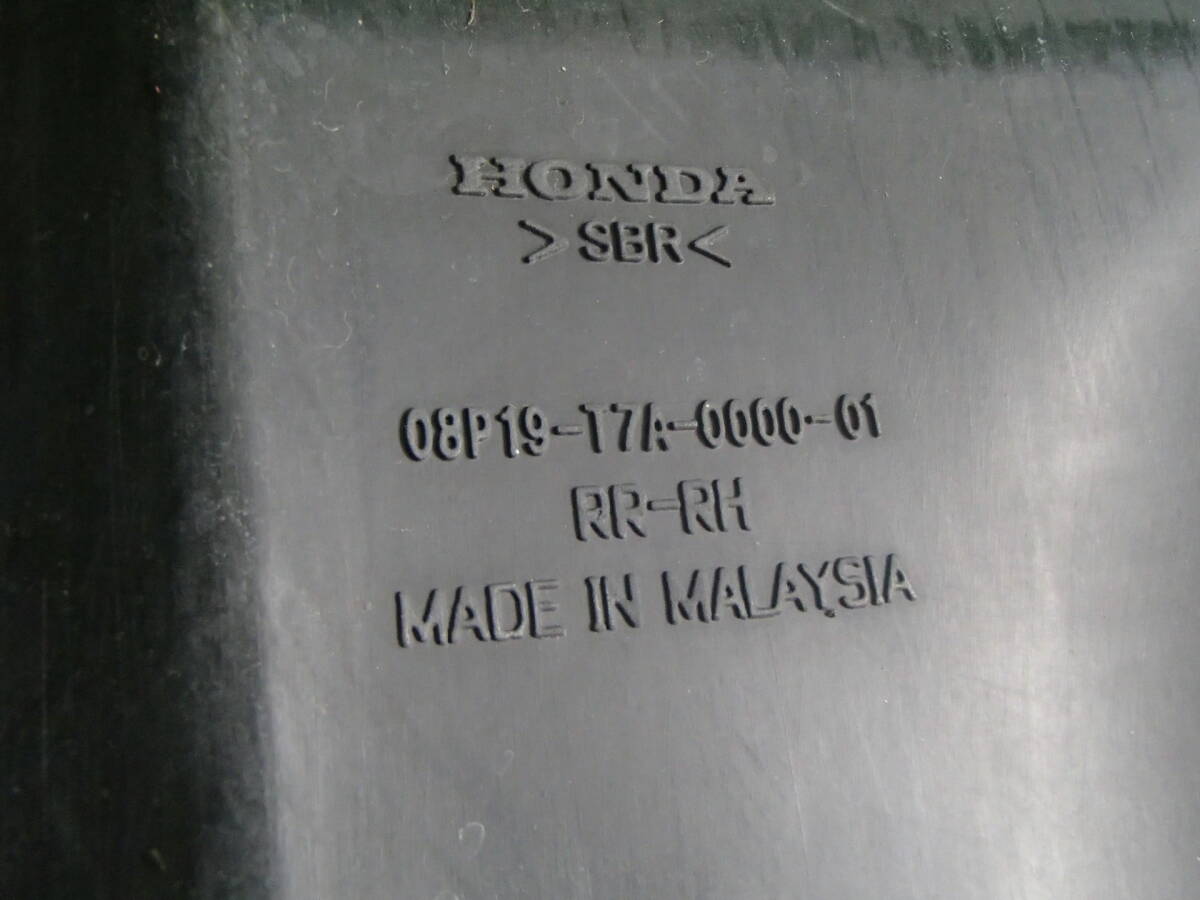 HONDA
>SBR<
08P19-T7A-0000-01
RR-RH
MADE IN MALAYSIA